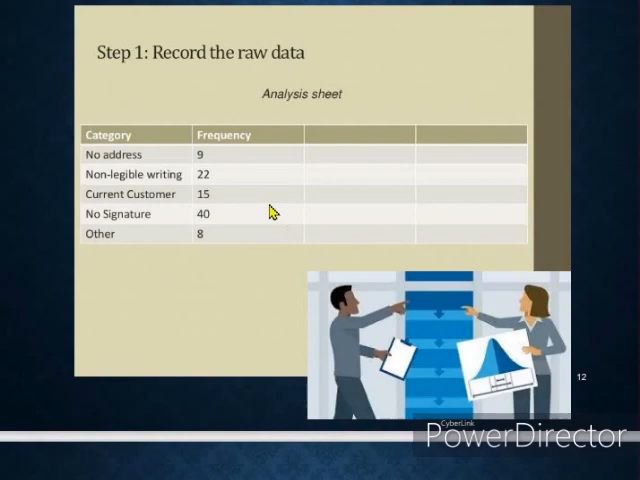 Step 1: Record the raw data
Analysis sheet
Category Frequency
No address 9
Non-legible writing 22
Current Customer 15
No Signature 40
Other 8
12
CyberLink
PowerDirector